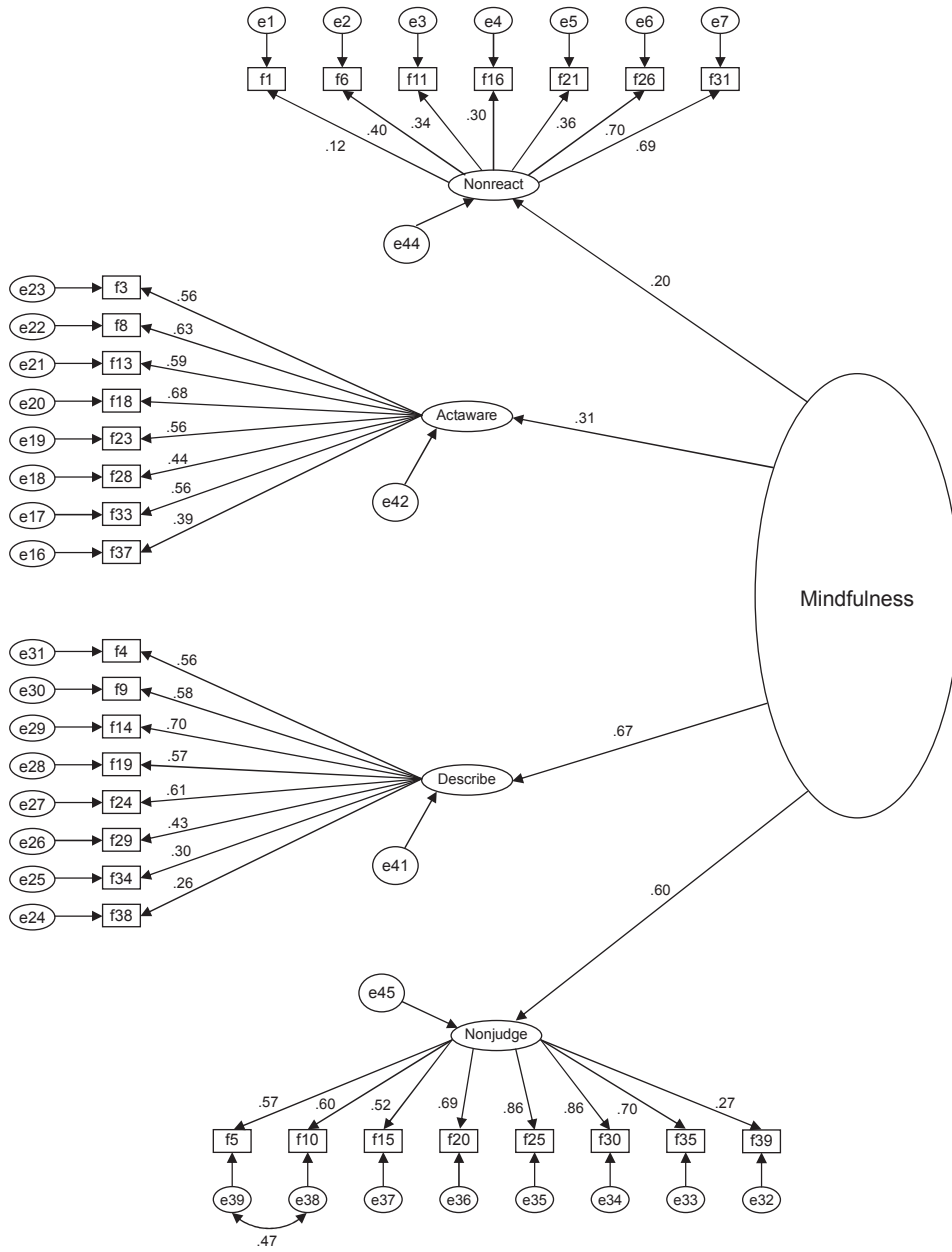 e1 e2 e3 e4 e5 e6 e7
f1 f6 f11 f16 f21 f26 f31
.12 .40 .34 .30 .36 .70 .69
Nonreact
e44
.20
e23 f3 .56
e22 f8 .63
e21 f13 .59
e20 f18 .68
e19 f23 .56
e18 f28 .44
e17 f33 .56
e16 f37 .39
Actaware
.31
e42
Mindfulness
e31 f4 .56
e30 f9 .58
e29 f14 .70
e28 f19 .57
e27 f24 .61
e26 f29 .43
e25 f34 .30
e24 f38 .26
Describe
.67
e41
.60
e45
Nonjudge
.57 .60 .52 .69 .86 .86 .70 .27
f5 f10 f15 f20 f25 f30 f35 f39
e39 e38 e37 e36 e35 e34 e33 e32
.47